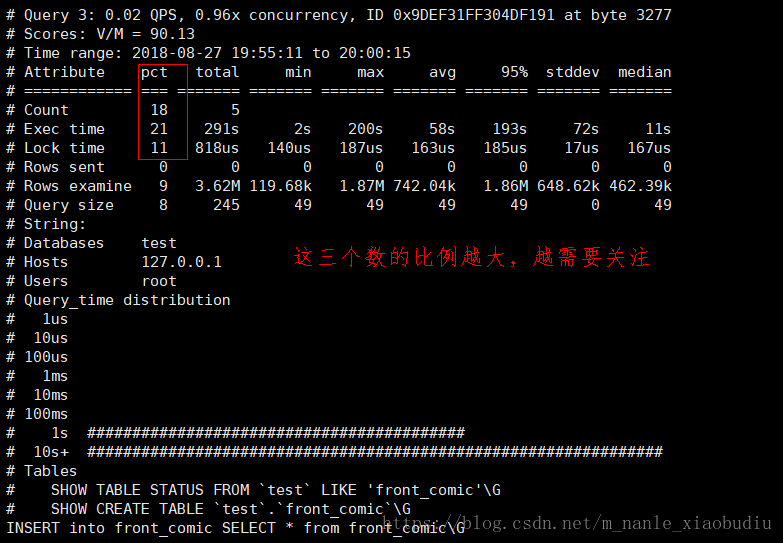 # Query 3: 0.02 QPS, 0.96x concurrency, ID 0x9DEF31FF304DF191 at byte 3277
# Scores: V/M = 90.13
# Time range: 2018-08-27 19:55:11 to 20:00:15
# Attribute    pct   total     min     max     avg     95%  stddev  median
# ============ === ======= ======= ======= ======= ======= ======= =======
# Count         18       5
# Exec time     21    291s      2s    200s     58s    193s     72s     11s
# Lock time     11   818us   140us   187us   163us   185us    17us   167us
# Rows sent      0       0       0       0       0       0       0       0
# Rows examine   9   3.62M 119.68k   1.87M 742.04k   1.86M 648.62k 462.39k
# Query size     8     245      49      49      49      49       0      49
# String:
# Databases    test
# Hosts        127.0.0.1
# Users        root
这三个数的比例越大，越需要关注
# Query_time distribution
#   1us
#  10us
# 100us
#   1ms
#  10ms
# 100ms
#    1s  ##########################################
#  10s+  ################################################################
# Tables
#    SHOW TABLE STATUS FROM `test` LIKE 'front_comic'\G
#    SHOW CREATE TABLE `test`.`front_comic`\G
INSERT into front_comic SELECT * from front_comic\G
https://blog.csdn.net/m_nanle_xiaobudiu